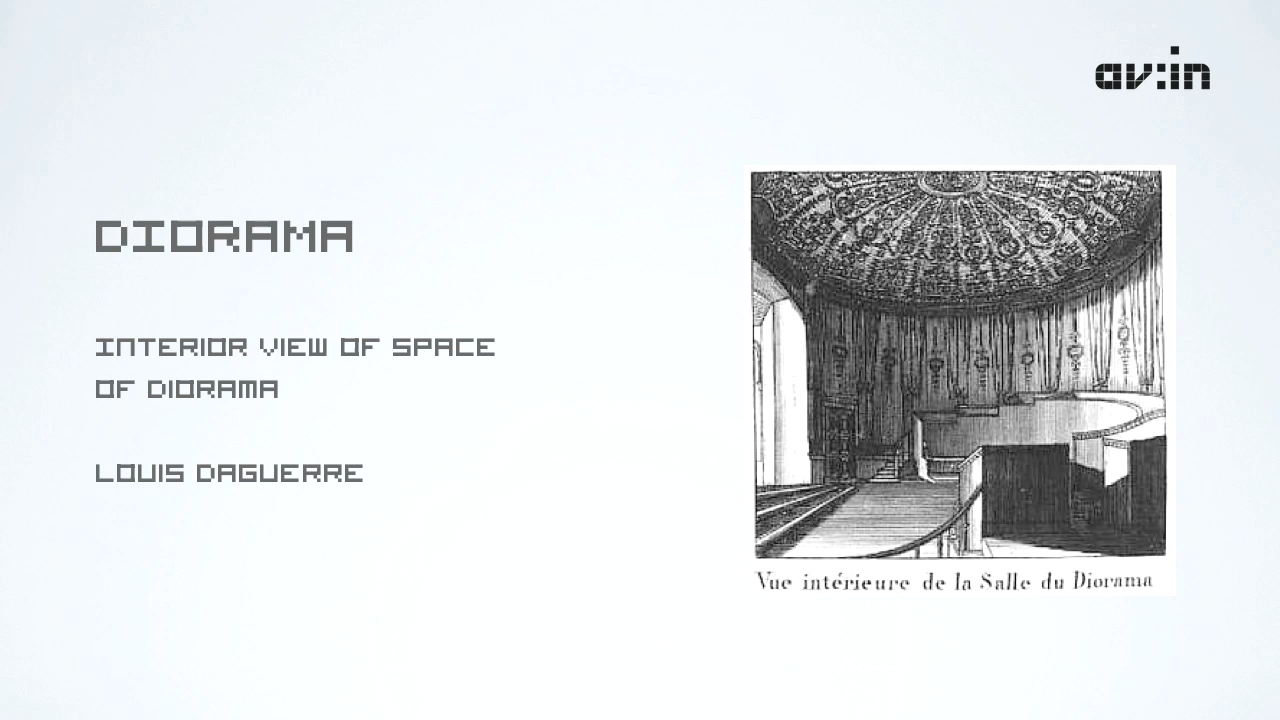 av:in
DIORAMA
INTERIOR VIEW OF SPACE
OF DIORAMA
LOUIS DAGUERRE
Vue intérieure de la Salle du Diorama